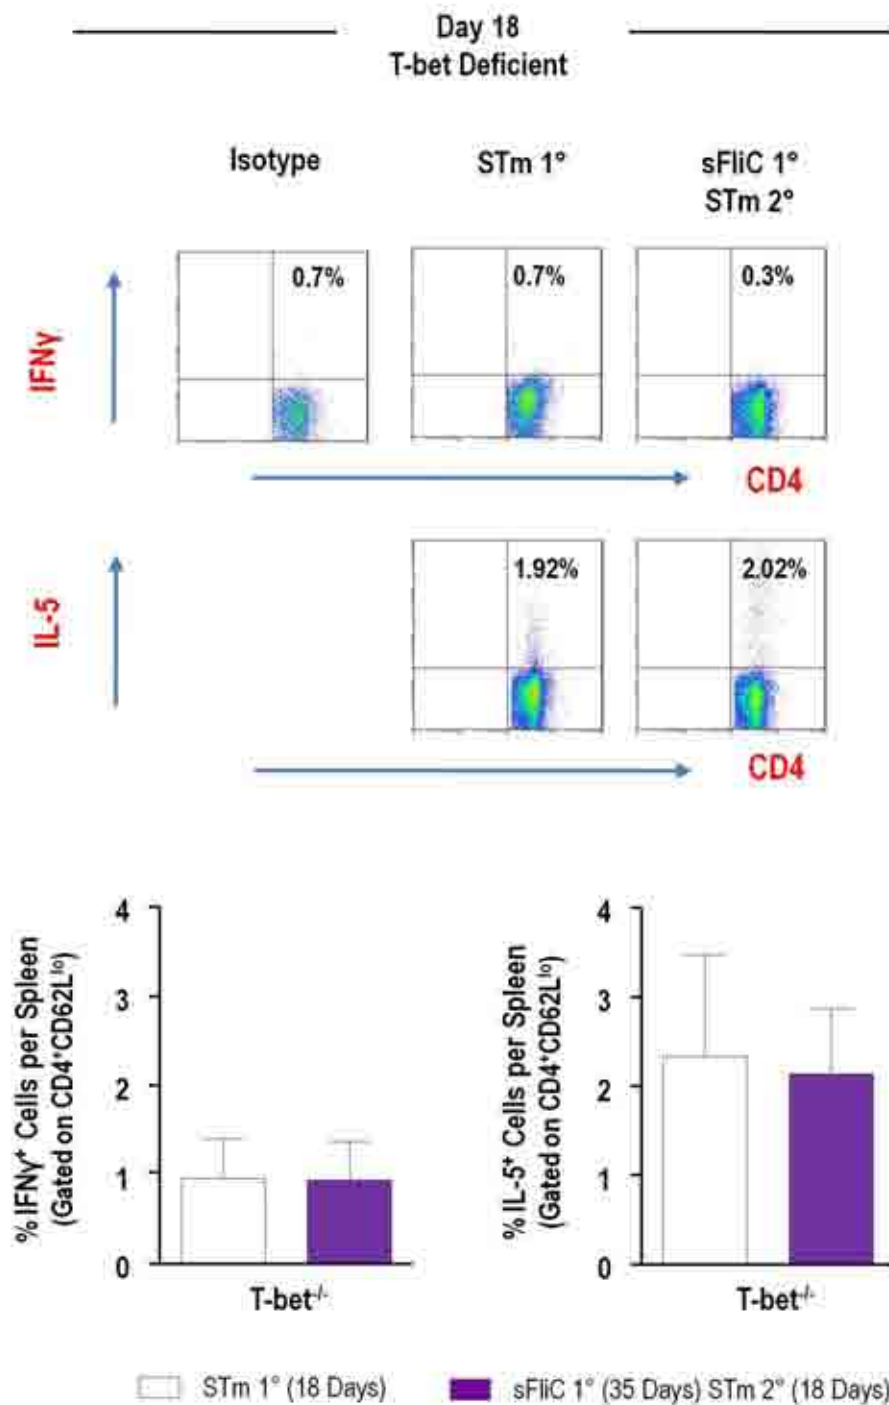 Day 18
T-bet Deficient
Isotype
STm 1°
sFliC 1°
STm 2°
0.7%
0.7%
0.3%
IFNγ
CD4
1.92%
2.02%
IL-5
CD4
4
3
2
1
0
% IFNγ⁺ Cells per Spleen
(Gated on CD4⁺CD62Lˡᵒ)
T-bet⁻/⁻
4
3
2
1
0
% IL-5⁺ Cells per Spleen
(Gated on CD4⁺CD62Lˡᵒ)
T-bet⁻/⁻
STm 1° (18 Days)
sFliC 1° (35 Days) STm 2° (18 Days)